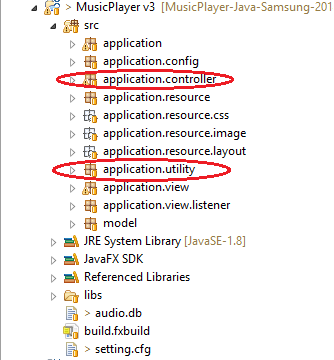 > MusicPlayer v3 [MusicPlayer-Java-Samsung-201
src
application
application.config
application.controller
application.resource
application.resource.css
application.resource.image
application.resource.layout
application.utility
application.view
application.view.listener
model
JRE System Library [JavaSE-1.8]
JavaFX SDK
Referenced Libraries
libs
> audio.db
build.fxbuild
> setting.cfg